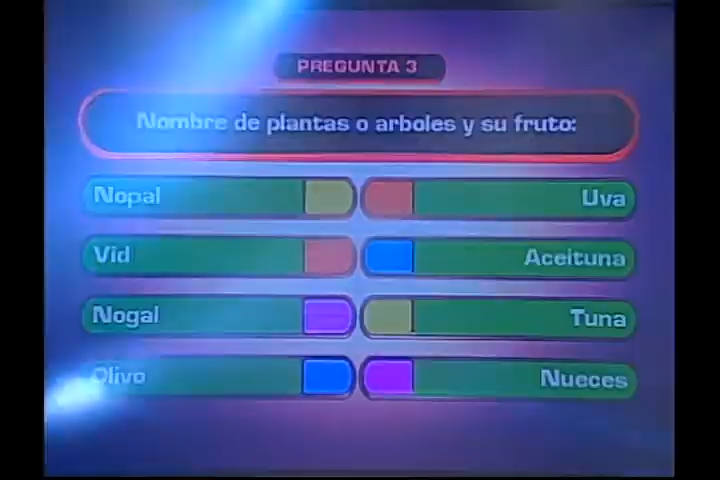 PREGUNTA 3
Nombre de plantas o arboles y su fruto:
Nopal
Uva
Vid
Aceituna
Nogal
Tuna
Olivo
Nueces